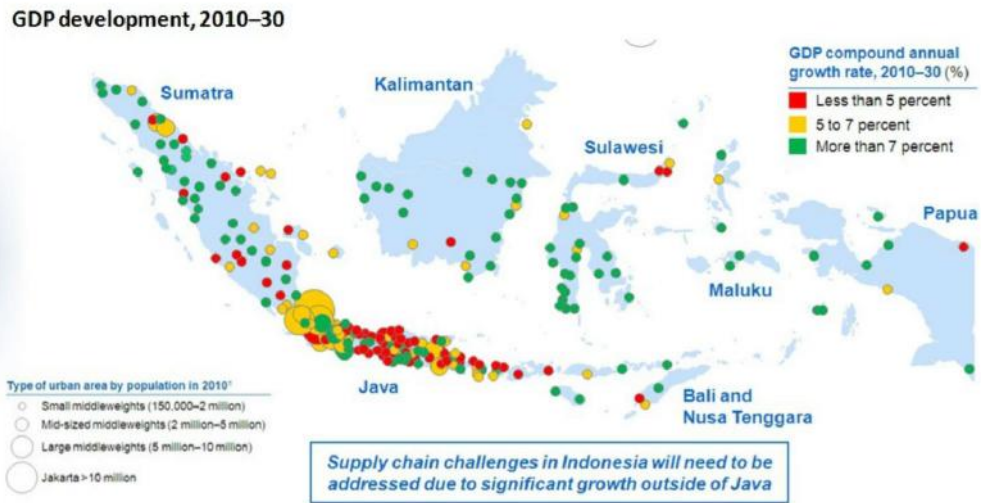 GDP development, 2010–30
GDP compound annual
growth rate, 2010–30 (%)
Less than 5 percent
5 to 7 percent
More than 7 percent
Sumatra
Kalimantan
Sulawesi
Papua
Maluku
Java
Bali and
Nusa Tenggara
Type of urban area by population in 2010¹
Small middleweights (150,000–2 million)
Mid-sized middleweights (2 million–5 million)
Large middleweights (5 million–10 million)
Jakarta > 10 million
Supply chain challenges in Indonesia will need to be
addressed due to significant growth outside of Java